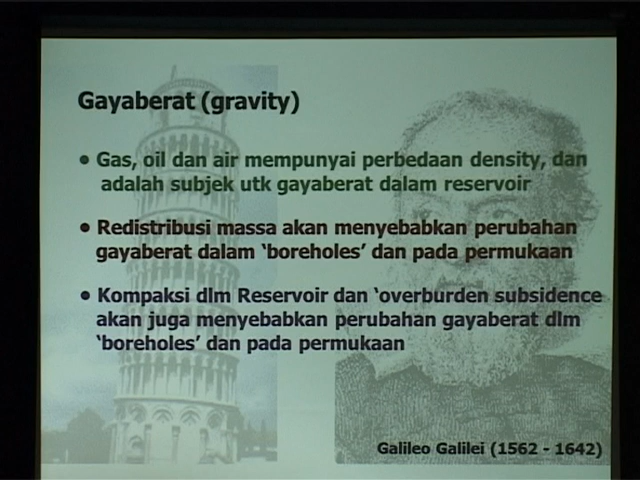 Gayaberat (gravity)
• Gas, oil dan air mempunyai perbedaan density, dan
adalah subjek utk gayaberat dalam reservoir
• Redistribusi massa akan menyebabkan perubahan
gayaberat dalam ‘boreholes’ dan pada permukaan
• Kompaksi dlm Reservoir dan ‘overburden subsidence
akan juga menyebabkan perubahan gayaberat dlm
‘boreholes’ dan pada permukaan
Galileo Galilei (1562 - 1642)